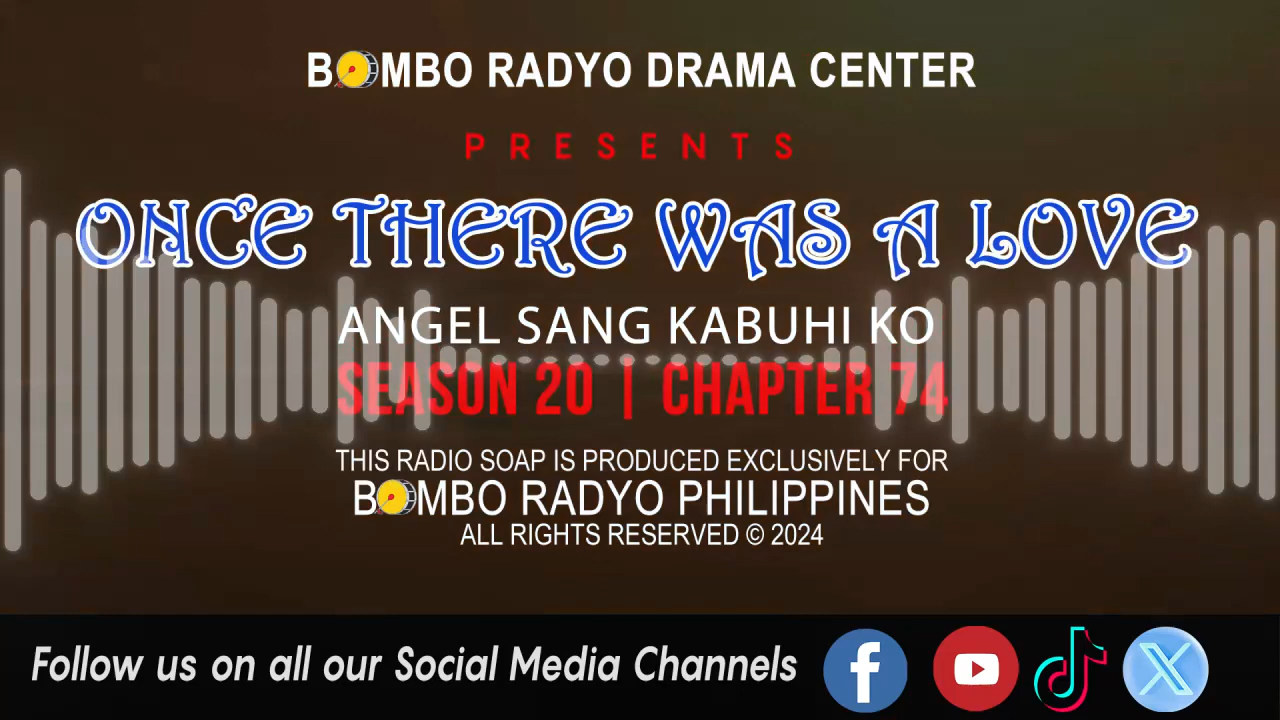 BOMBO RADYO DRAMA CENTER
PRESENTS
ONCE THERE WAS A LOVE
ANGEL SANG KABUHI KO
SEASON 20 | CHAPTER 74
THIS RADIO SOAP IS PRODUCED EXCLUSIVELY FOR
BOMBO RADYO PHILIPPINES
ALL RIGHTS RESERVED © 2024
Follow us on all our Social Media Channels